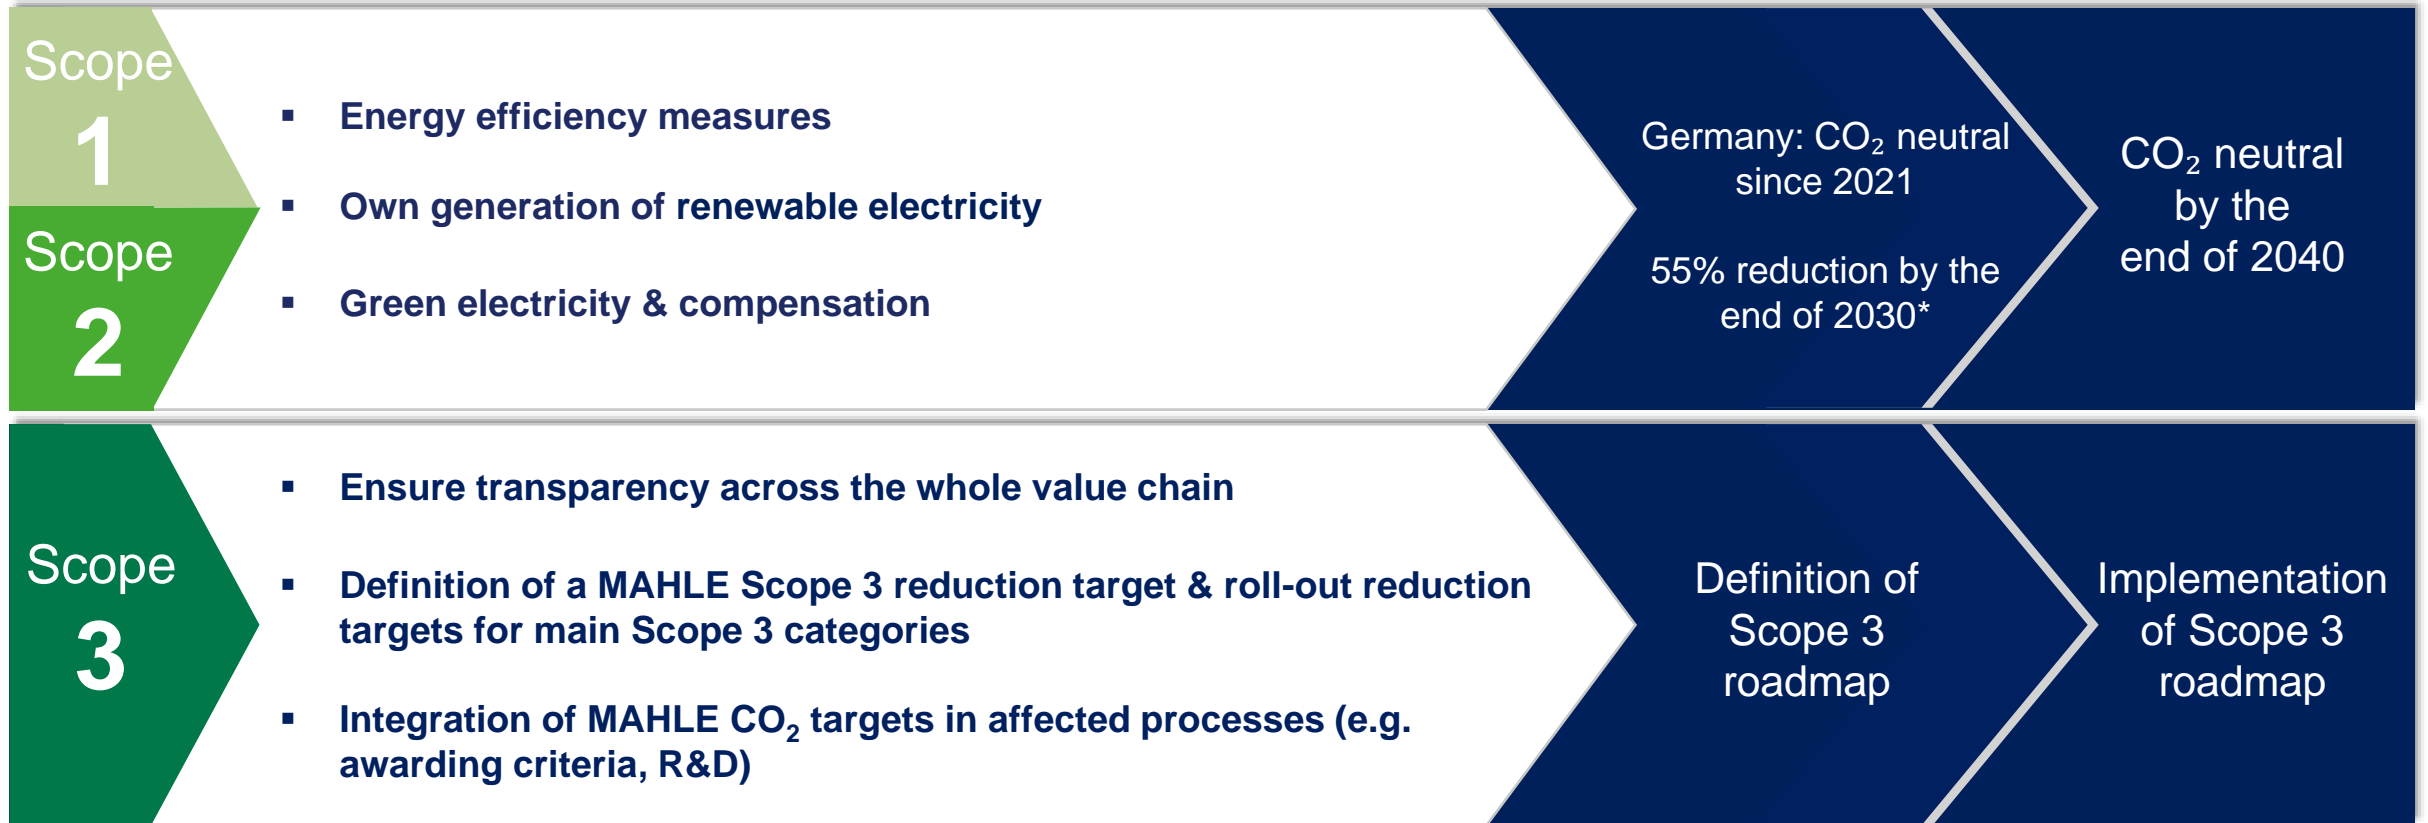 Scope
1
Scope
2
▪ Energy efficiency measures
▪ Own generation of renewable electricity
▪ Green electricity & compensation
Germany: CO₂ neutral
since 2021
55% reduction by the
end of 2030*
CO₂ neutral
by the
end of 2040
Scope
3
▪ Ensure transparency across the whole value chain
▪ Definition of a MAHLE Scope 3 reduction target & roll-out reduction
targets for main Scope 3 categories
▪ Integration of MAHLE CO₂ targets in affected processes (e.g.
awarding criteria, R&D)
Definition of
Scope 3
roadmap
Implementation
of Scope 3
roadmap